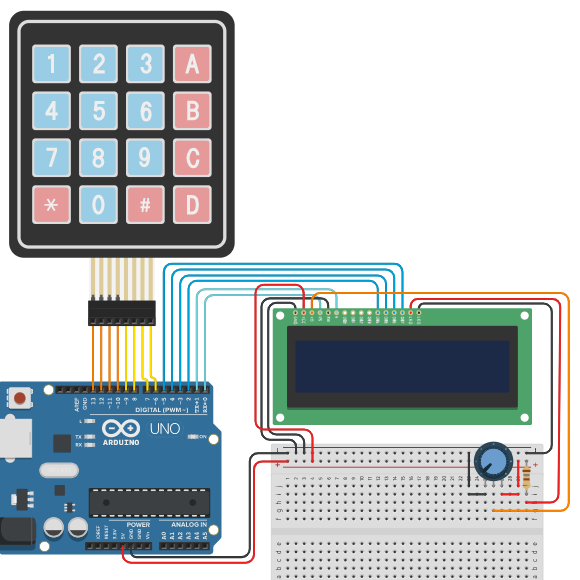 1 2 3 A
4 5 6 B
7 8 9 C
* 0 # D
AREF
GND
13
12
~11
~10
~9
8
7
~6
~5
4
~3
2
TX→1
RX←0
DIGITAL (PWM~)
L
TX
RX
UNO
ARDUINO
ON
IOREF
RESET
3.3V
5V
GND
GND
Vin
POWER
ANALOG IN
A0
A1
A2
A3
A4
A5